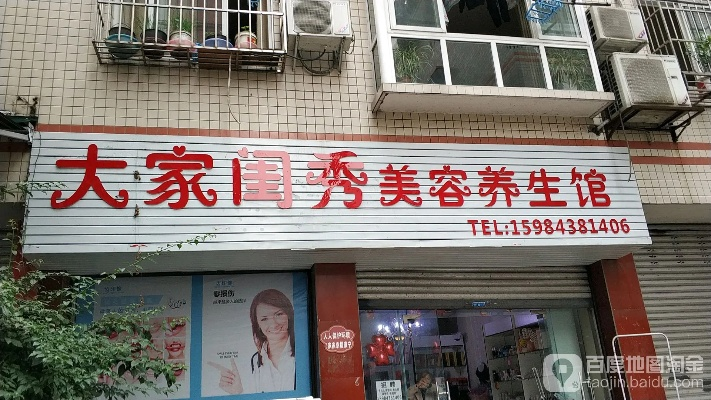 大家闺秀美容养生馆
TEL:15984381406
百度地图淘金
taojin.baidu.com